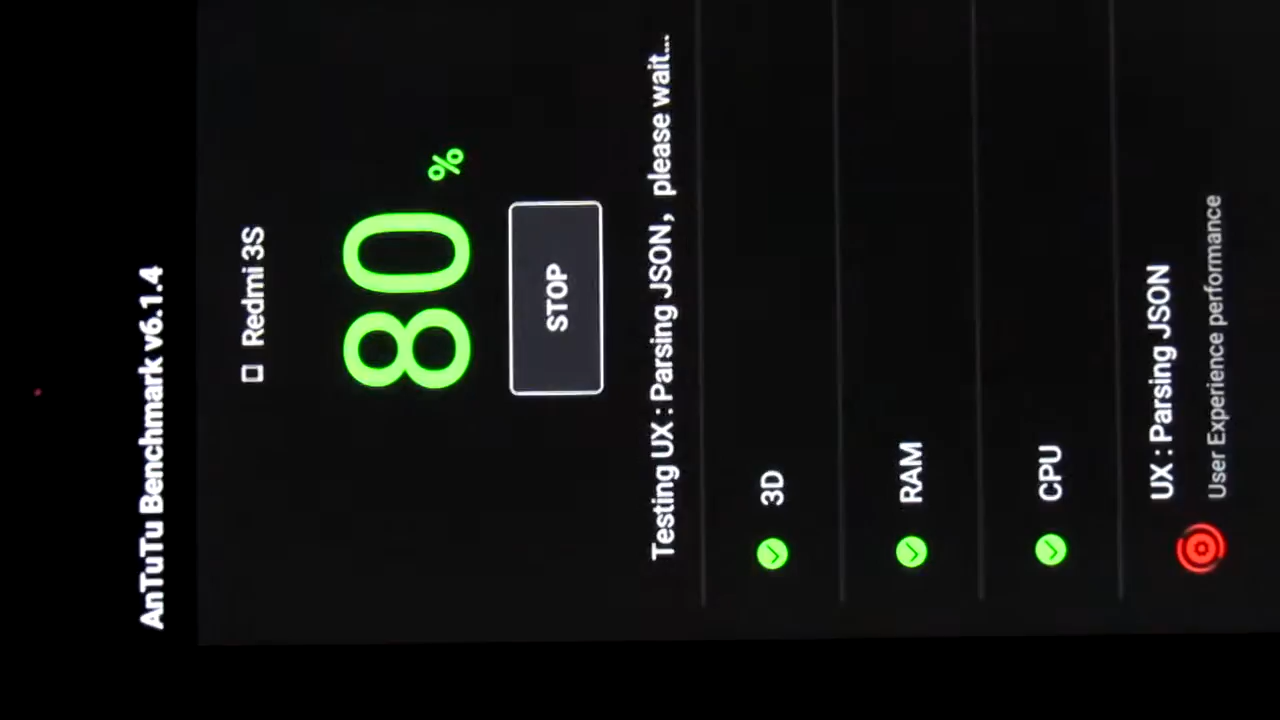 AnTuTu Benchmark v6.1.4
Redmi 3S
80 %
STOP
Testing UX : Parsing JSON, please wait...
3D
RAM
CPU
UX : Parsing JSON
User Experience performance